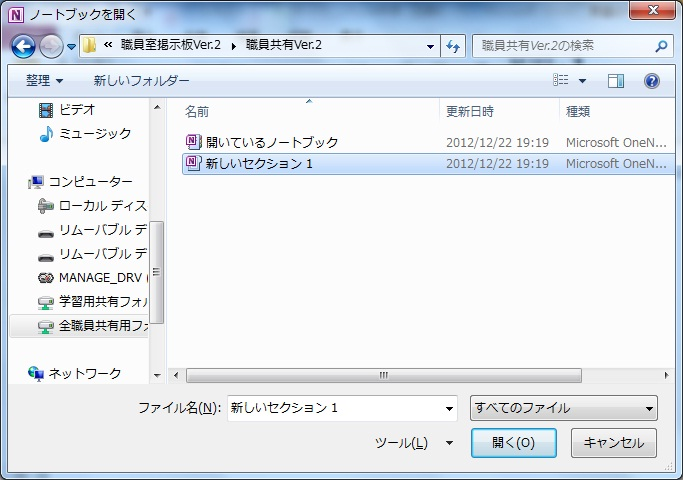 ノートブックを開く
« 職員室掲示板Ver.2 職員共有Ver.2 職員共有Ver.2の検索
整理 新しいフォルダー
名前 更新日時 種類
開いているノートブック 2012/12/22 19:19 Microsoft OneN...
新しいセクション 1 2012/12/22 19:19 Microsoft OneN...
ビデオ
ミュージック
コンピューター
ローカル ディス
リムーバブル デ
リムーバブル デ
MANAGE_DRV (
学習用共有フォル
全職員共有用フォ
ネットワーク
ファイル名(N): 新しいセクション 1 すべてのファイル
ツール(L) 開く(O) キャンセル